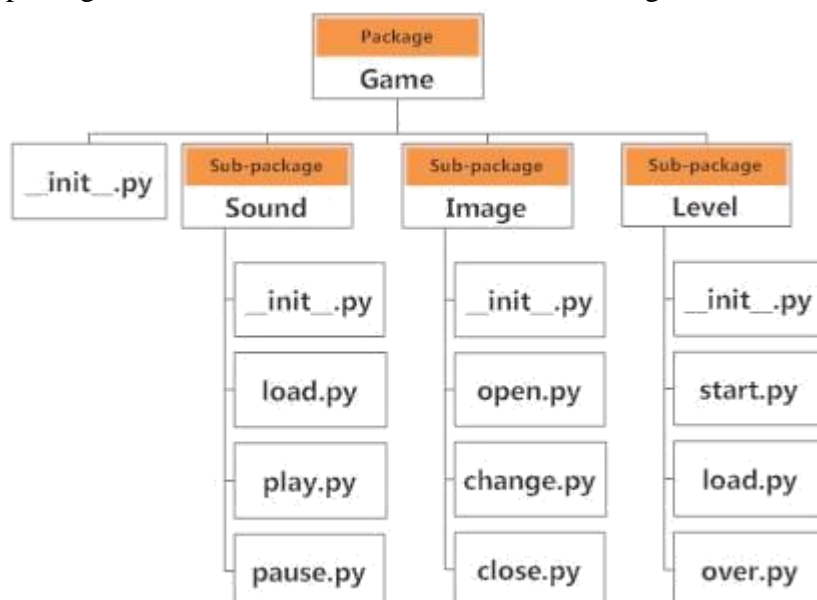 Package
Game
__init__.py
Sub-package
Sound
Sub-package
Image
Sub-package
Level
__init__.py
__init__.py
__init__.py
load.py
open.py
start.py
play.py
change.py
load.py
pause.py
close.py
over.py